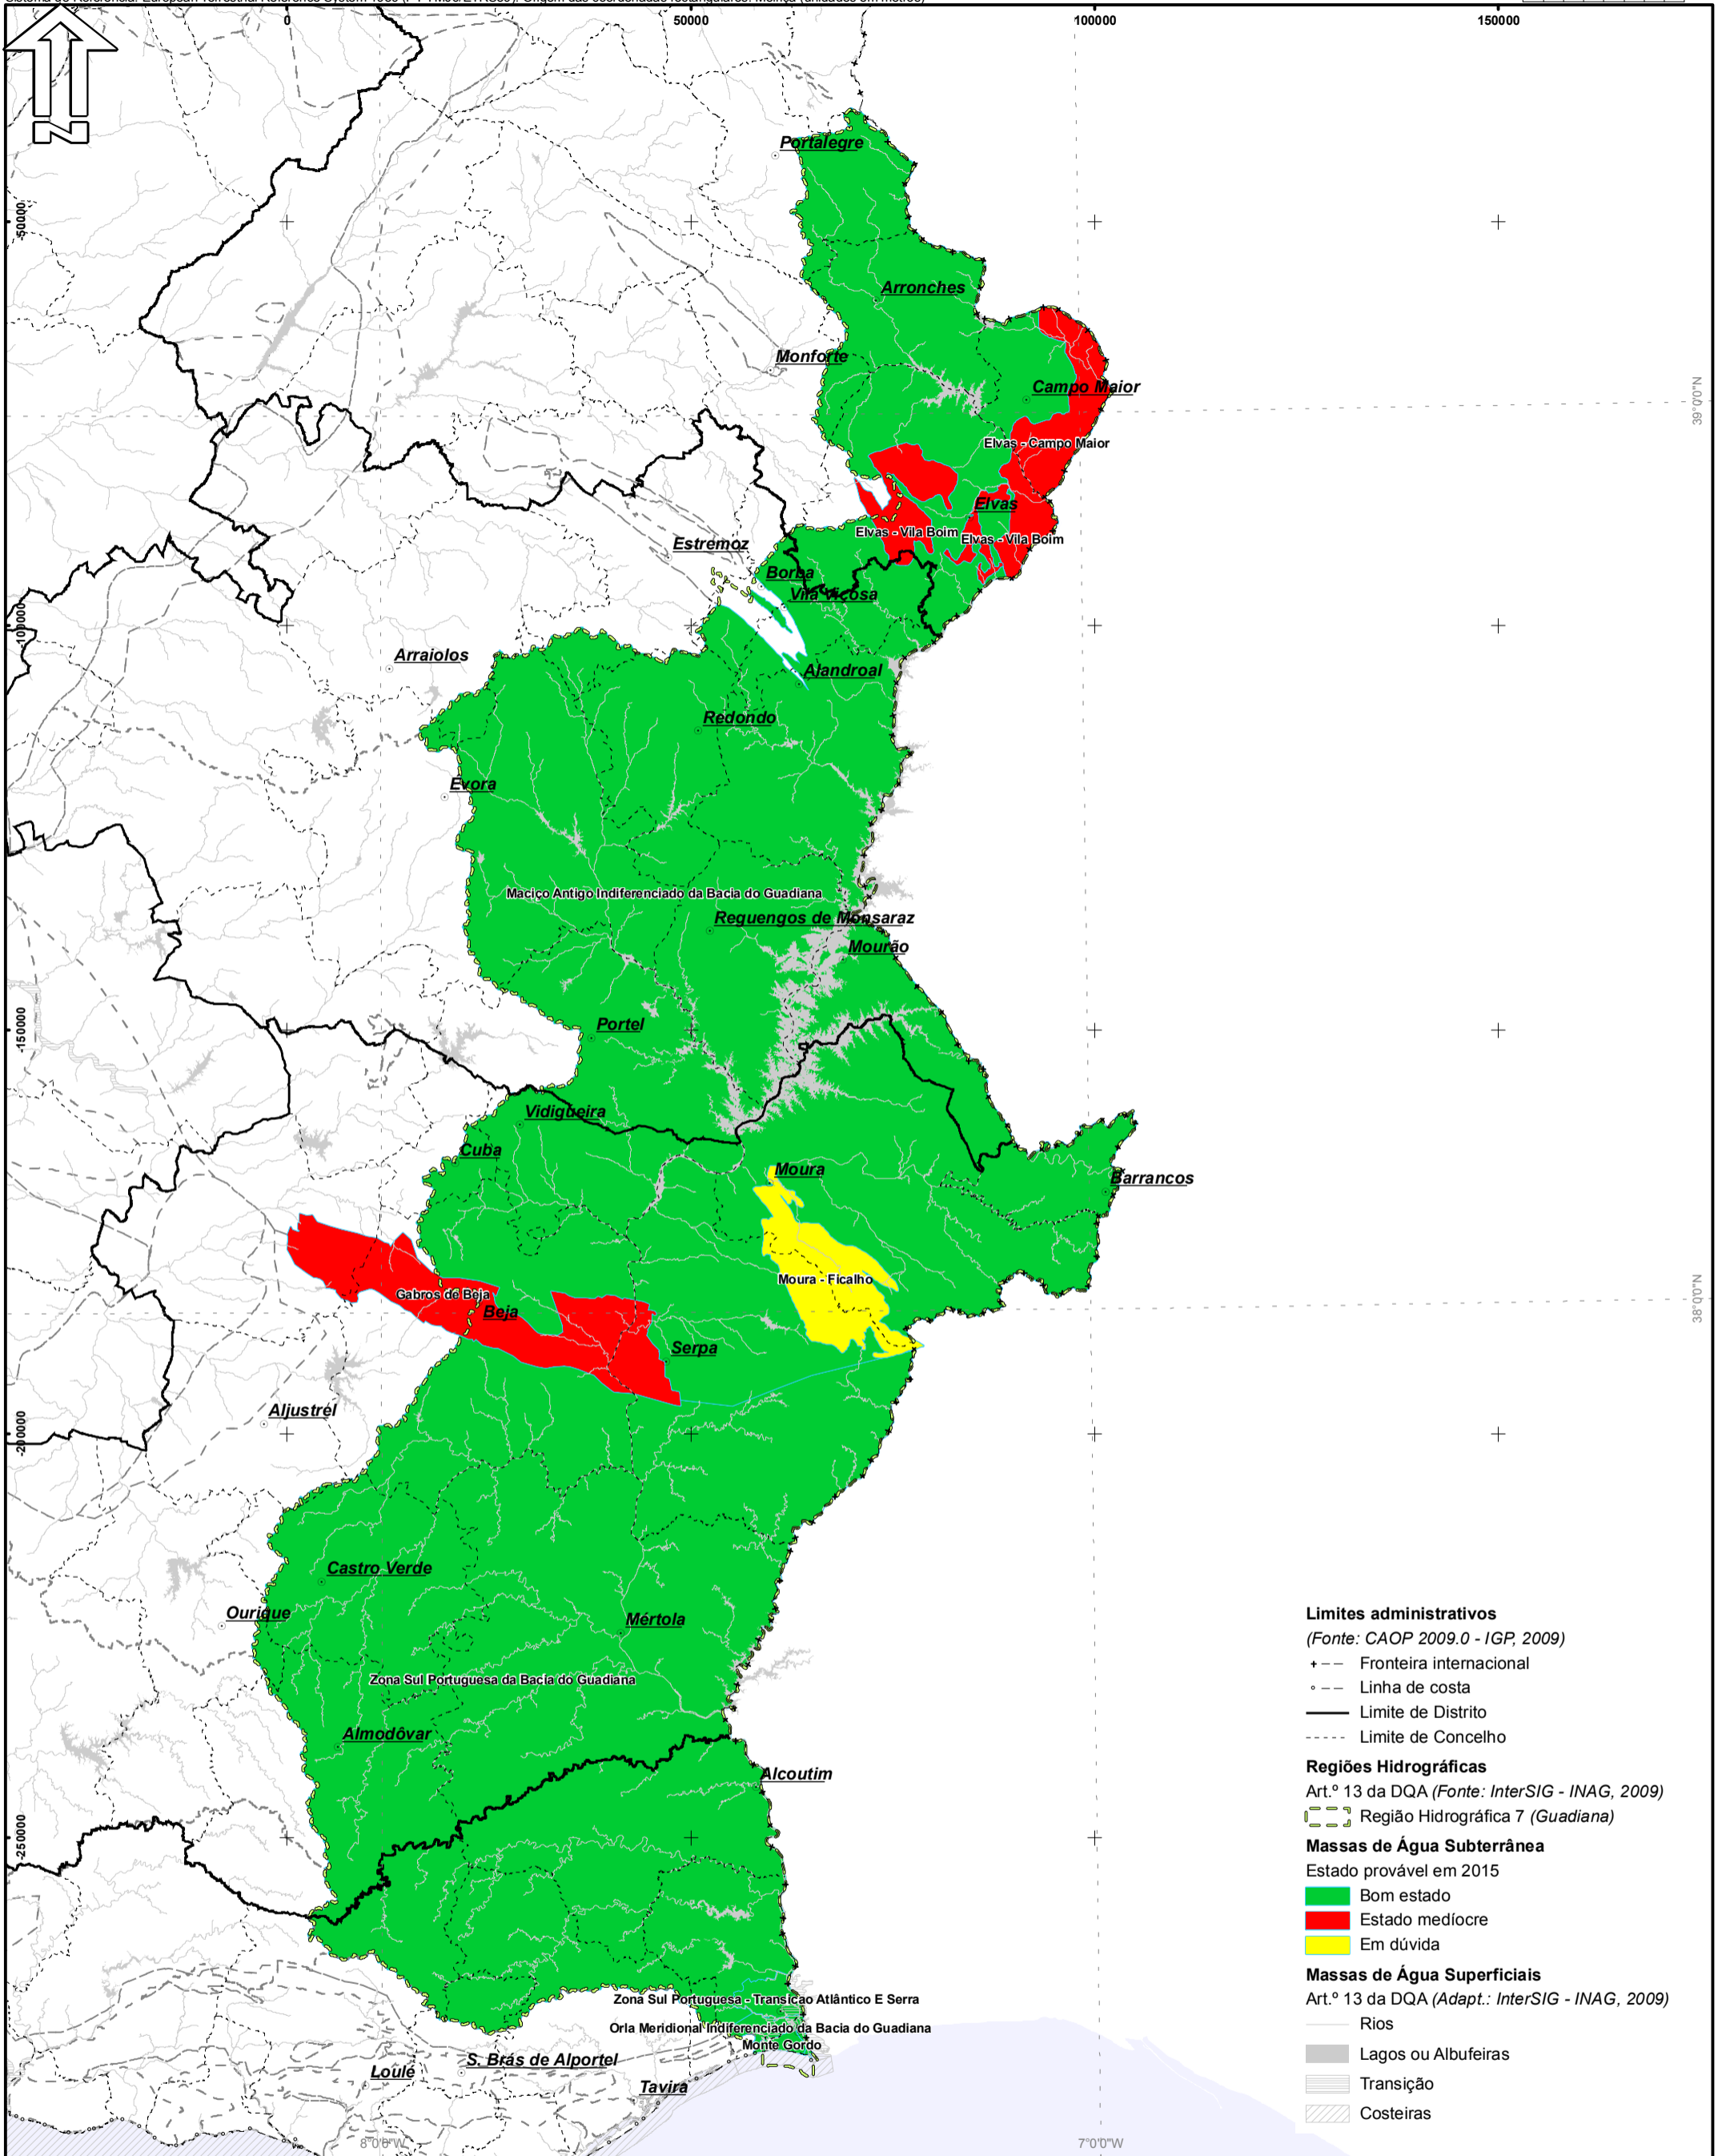 0
50000
100000
150000
N
Portalegre
-50000
Arronches
Monforte
Campo Maior
39°0'0"N
Elvas - Campo Maior
Elvas
Elvas - Vila Boim
Elvas - Vila Boim
Estremoz
Borba
Vila Viçosa
-100000
Arraiolos
Alandroal
Redondo
Évora
Maciço Antigo Indiferenciado da Bacia do Guadiana
Reguengos de Monsaraz
Mourão
Portel
-150000
Vidigueira
Cuba
Moura
Barrancos
Moura - Ficalho
Gabros de Beja
Beja
38°0'0"N
Serpa
Aljustrel
-200000
Castro Verde
Ourique
Mértola
Zona Sul Portuguesa da Bacia do Guadiana
Almodôvar
Alcoutim
-250000
Zona Sul Portuguesa - Transicao Atlântico E Serra
Orla Meridional Indiferenciado da Bacia do Guadiana
Monte Gordo
S. Brás de Alportel
Loulé
Tavira
8°0'0"W
7°0'0"W
Limites administrativos
(Fonte: CAOP 2009.0 - IGP, 2009)
Fronteira internacional
Linha de costa
Limite de Distrito
Limite de Concelho
Regiões Hidrográficas
Art.º 13 da DQA (Fonte: InterSIG - INAG, 2009)
Região Hidrográfica 7 (Guadiana)
Massas de Água Subterrânea
Estado provável em 2015
Bom estado
Estado medíocre
Em dúvida
Massas de Água Superficiais
Art.º 13 da DQA (Adapt.: InterSIG - INAG, 2009)
Rios
Lagos ou Albufeiras
Transição
Costeiras